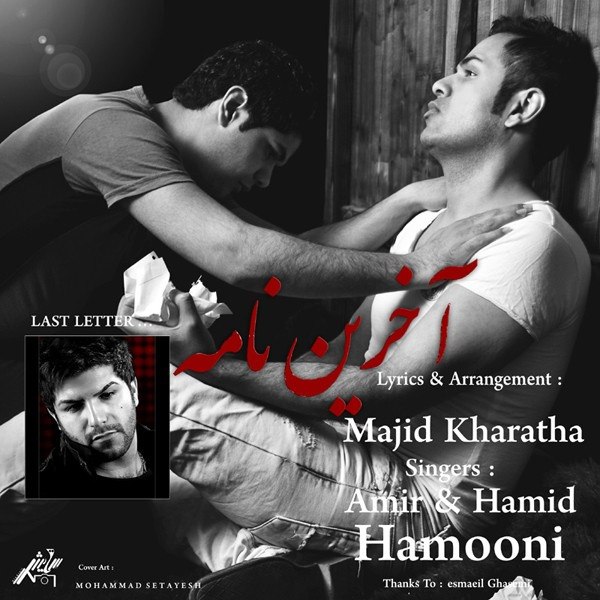 آخرین نامه
LAST LETTER ...
Lyrics & Arrangement :
Majid Kharatha
Singers :
Amir & Hamid
Hamooni
Cover Art :
MOHAMMAD SETAYESH
Thanks To : esmaeil Ghasemi